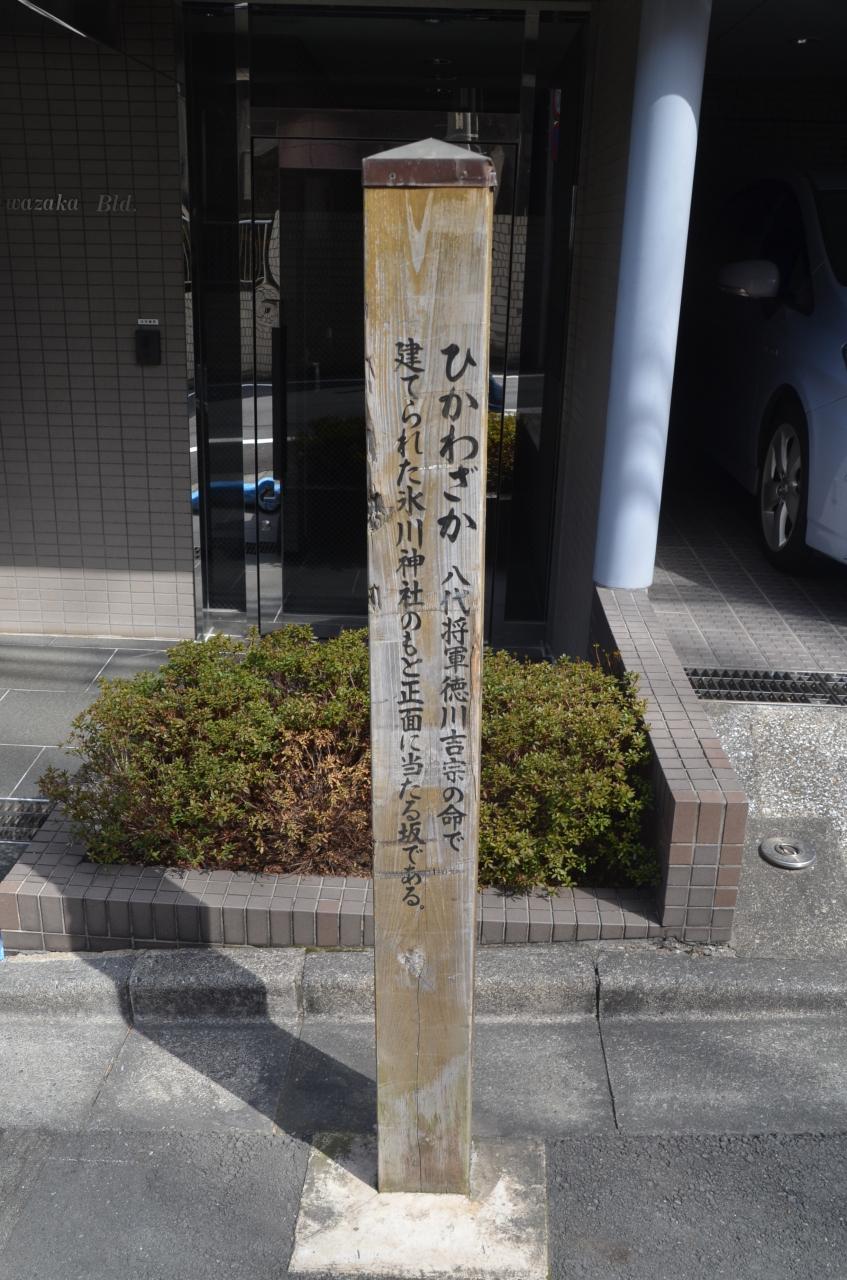 ひかわざか 八代将軍徳川吉宗の命で
建てられた氷川神社のもと正面に当たる坂である。
wazaka Bld.